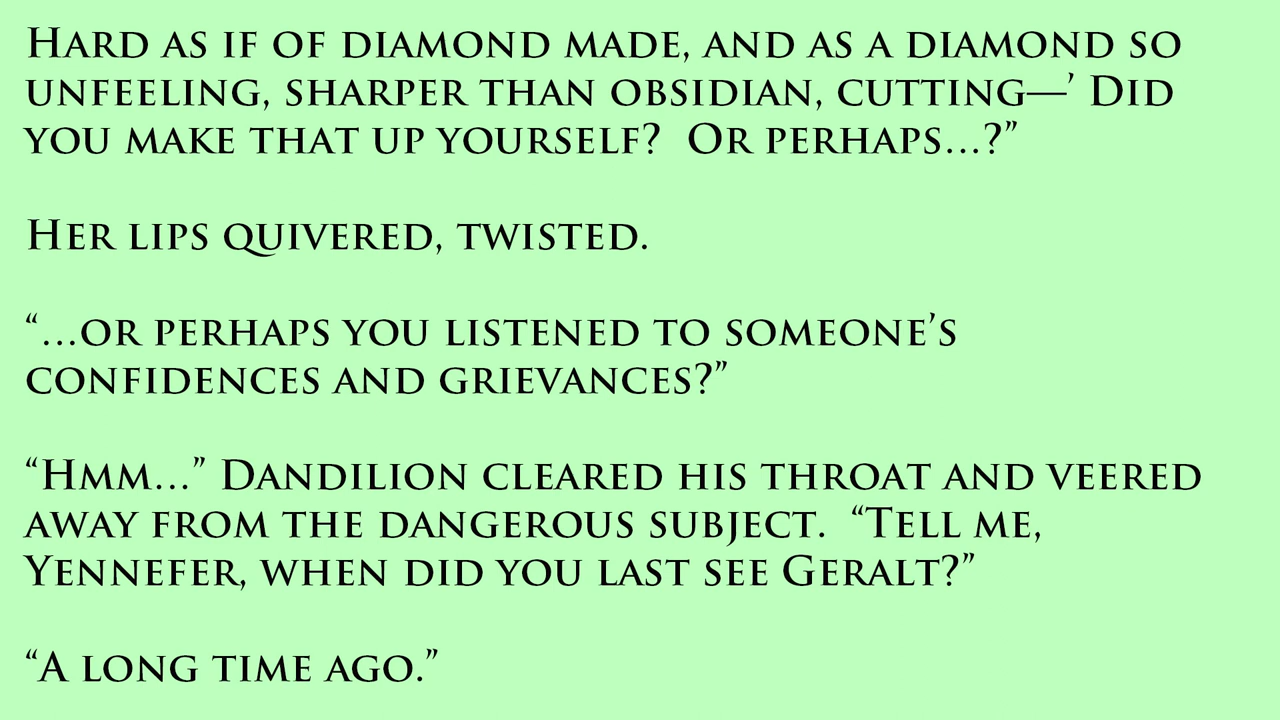 Hard as if of diamond made, and as a diamond so
unfeeling, sharper than obsidian, cutting—’ Did
you make that up yourself?  Or perhaps…?”
Her lips quivered, twisted.
“…or perhaps you listened to someone’s
confidences and grievances?”
“Hmm…” Dandilion cleared his throat and veered
away from the dangerous subject.  “Tell me,
Yennefer, when did you last see Geralt?”
“A long time ago.”